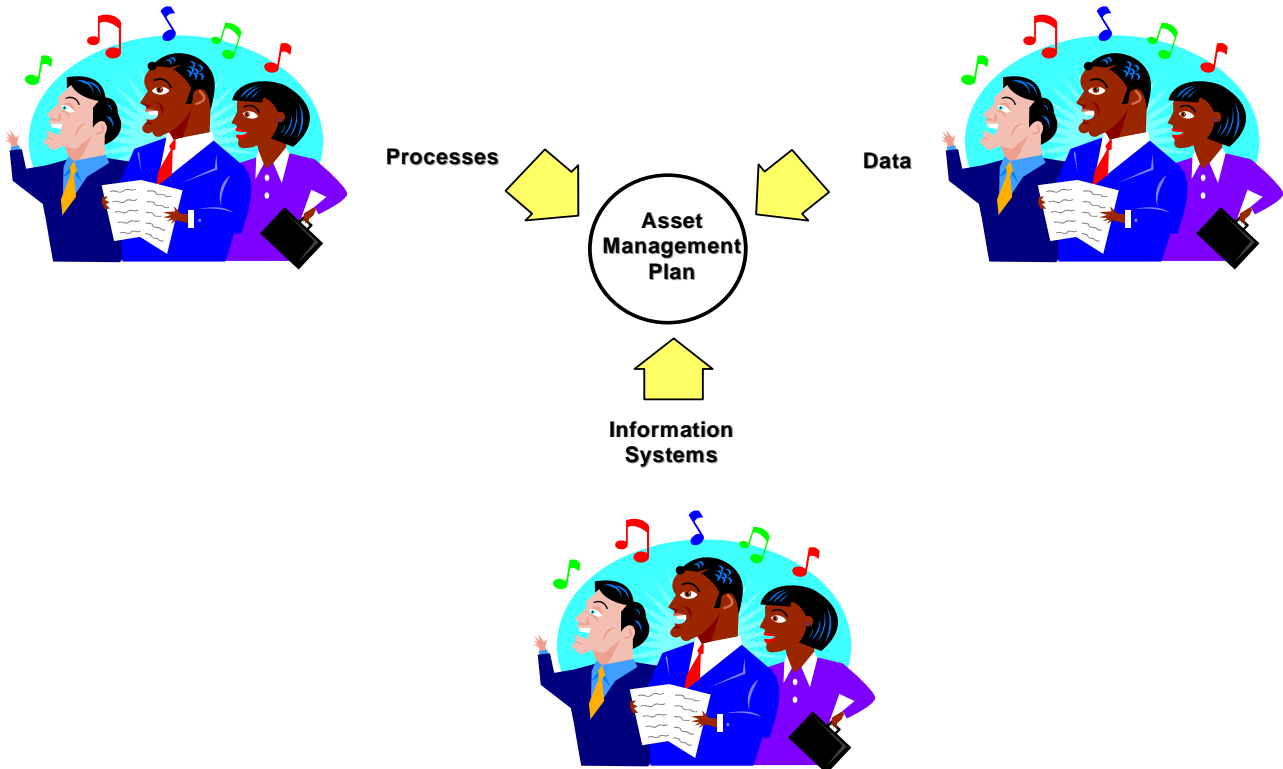 Processes
Data
Asset
Management
Plan
Information
Systems